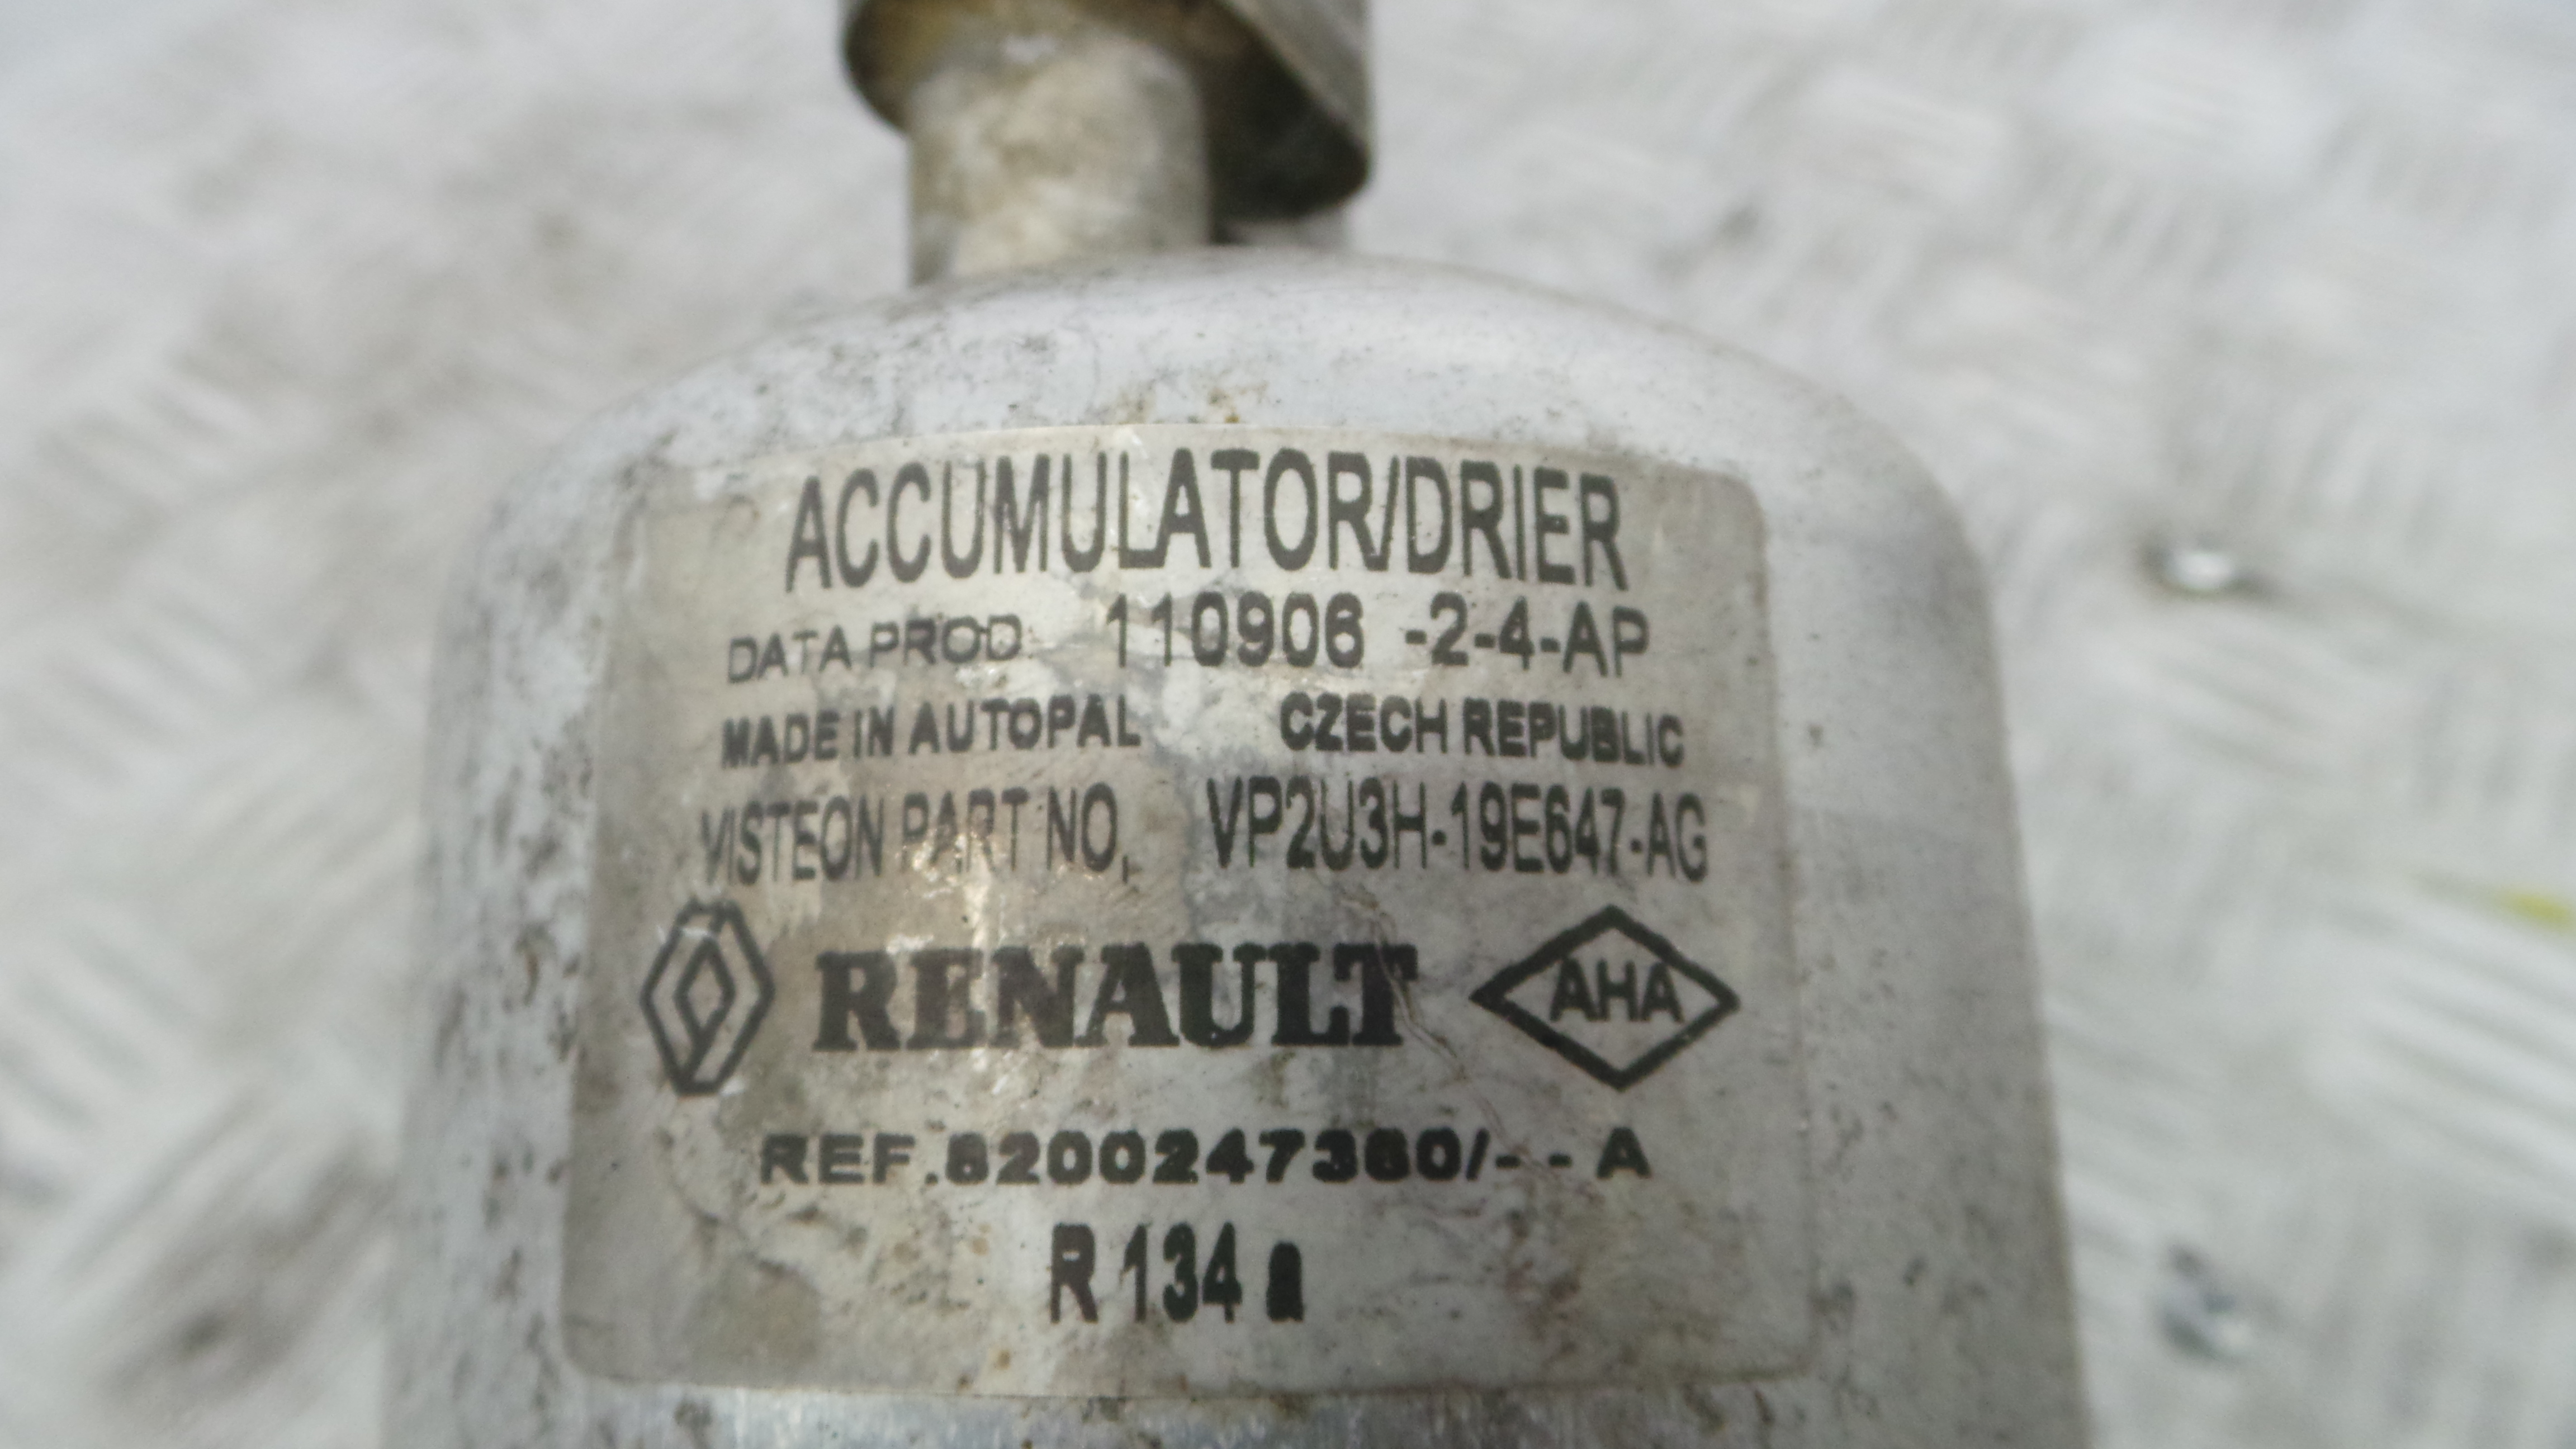 ACCUMULATOR/DRIER
DATA PROD. 110906 -2-4-AP
MADE IN AUTOPAL CZECH REPUBLIC
VISTEON PART NO, VP2U3H-19E647-AG
RENAULT AHA
REF.8200247360/--A
R 134 a